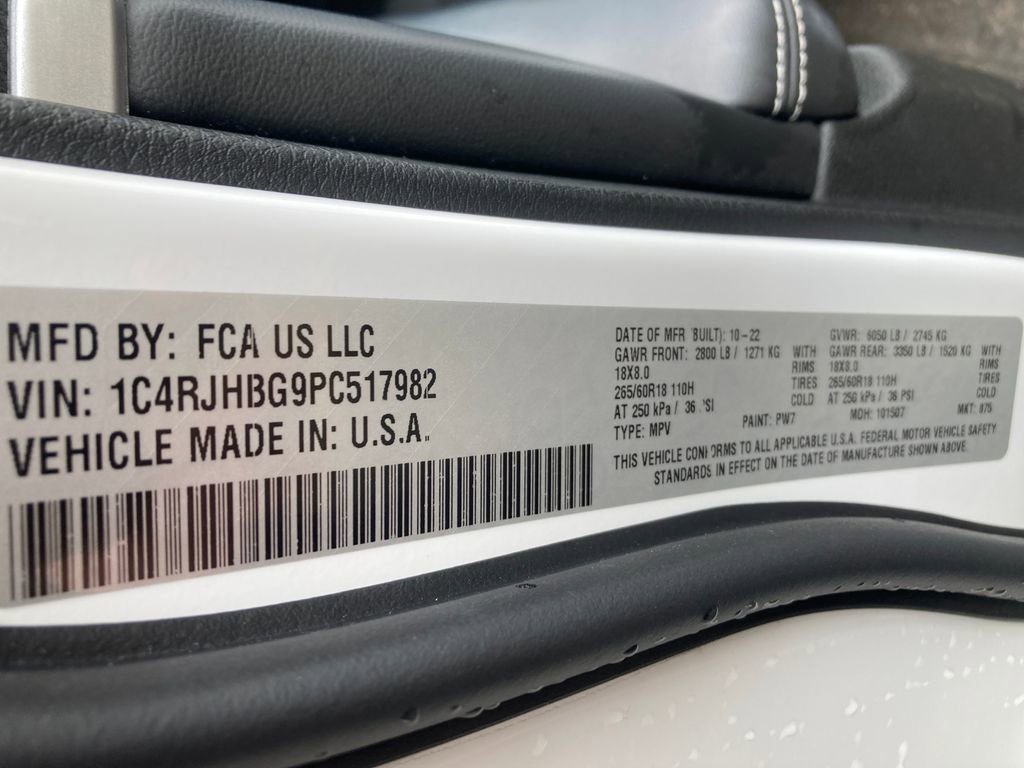 MFD BY: FCA US LLC
VIN: 1C4RJHBG9PC517982
VEHICLE MADE IN: U.S.A.
DATE OF MFR (BUILT): 10-22
GVWR: 6050 LB / 2745 KG
GAWR FRONT: 2800 LB / 1271 KG WITH
18X8.0 RIMS
265/60R18 110H TIRES
AT 250 kPa / 36 PSI COLD
GAWR REAR: 3350 LB / 1520 KG WITH
18X8.0 RIMS
265/60R18 110H TIRES
AT 250 kPa / 36 PSI COLD
TYPE: MPV PAINT: PW7 MDH: 101507 MKT: 875
THIS VEHICLE CONFORMS TO ALL APPLICABLE U.S.A. FEDERAL MOTOR VEHICLE SAFETY
STANDARDS IN EFFECT ON THE DATE OF MANUFACTURE SHOWN ABOVE.